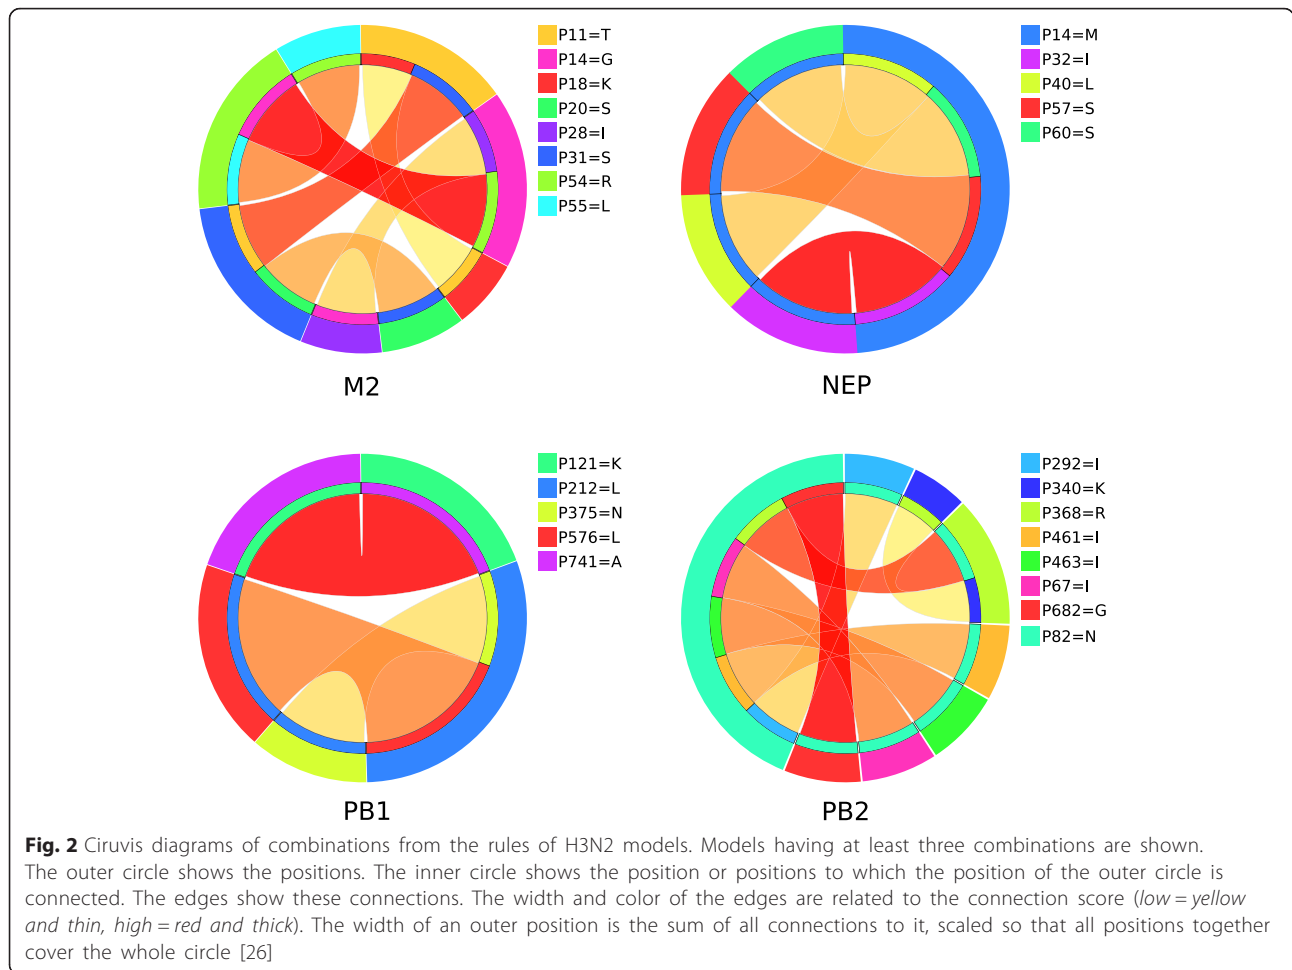 P11=T
P14=G
P18=K
P20=S
P28=I
P31=S
P54=R
P55=L
M2
P14=M
P32=I
P40=L
P57=S
P60=S
NEP
P121=K
P212=L
P375=N
P576=L
P741=A
PB1
P292=I
P340=K
P368=R
P461=I
P463=I
P67=I
P682=G
P82=N
PB2
Fig. 2 Ciruvis diagrams of combinations from the rules of H3N2 models. Models having at least three combinations are shown.
The outer circle shows the positions. The inner circle shows the position or positions to which the position of the outer circle is
connected. The edges show these connections. The width and color of the edges are related to the connection score (low = yellow
and thin, high = red and thick). The width of an outer position is the sum of all connections to it, scaled so that all positions together
cover the whole circle [26]